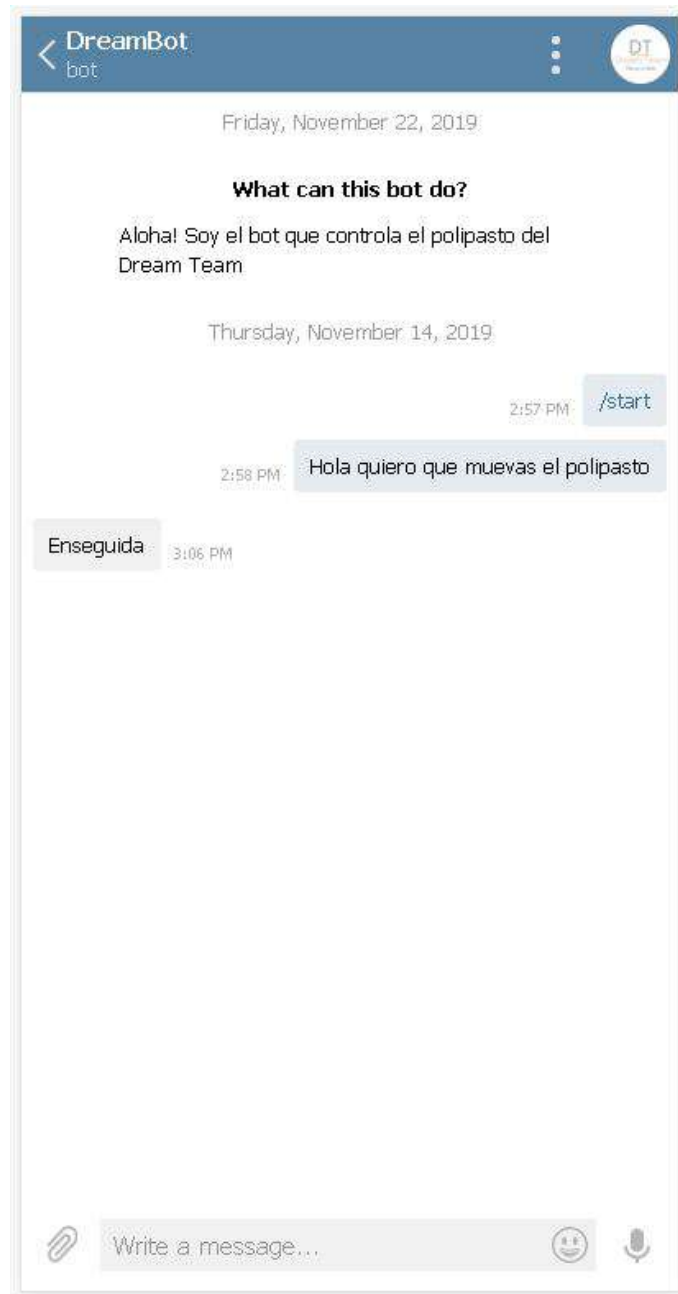 DreamBot
bot
DT
Friday, November 22, 2019
What can this bot do?
Aloha! Soy el bot que controla el polipasto del
Dream Team
Thursday, November 14, 2019
2:57 PM /start
2:58 PM Hola quiero que muevas el polipasto
Enseguida 3:06 PM
Write a message...